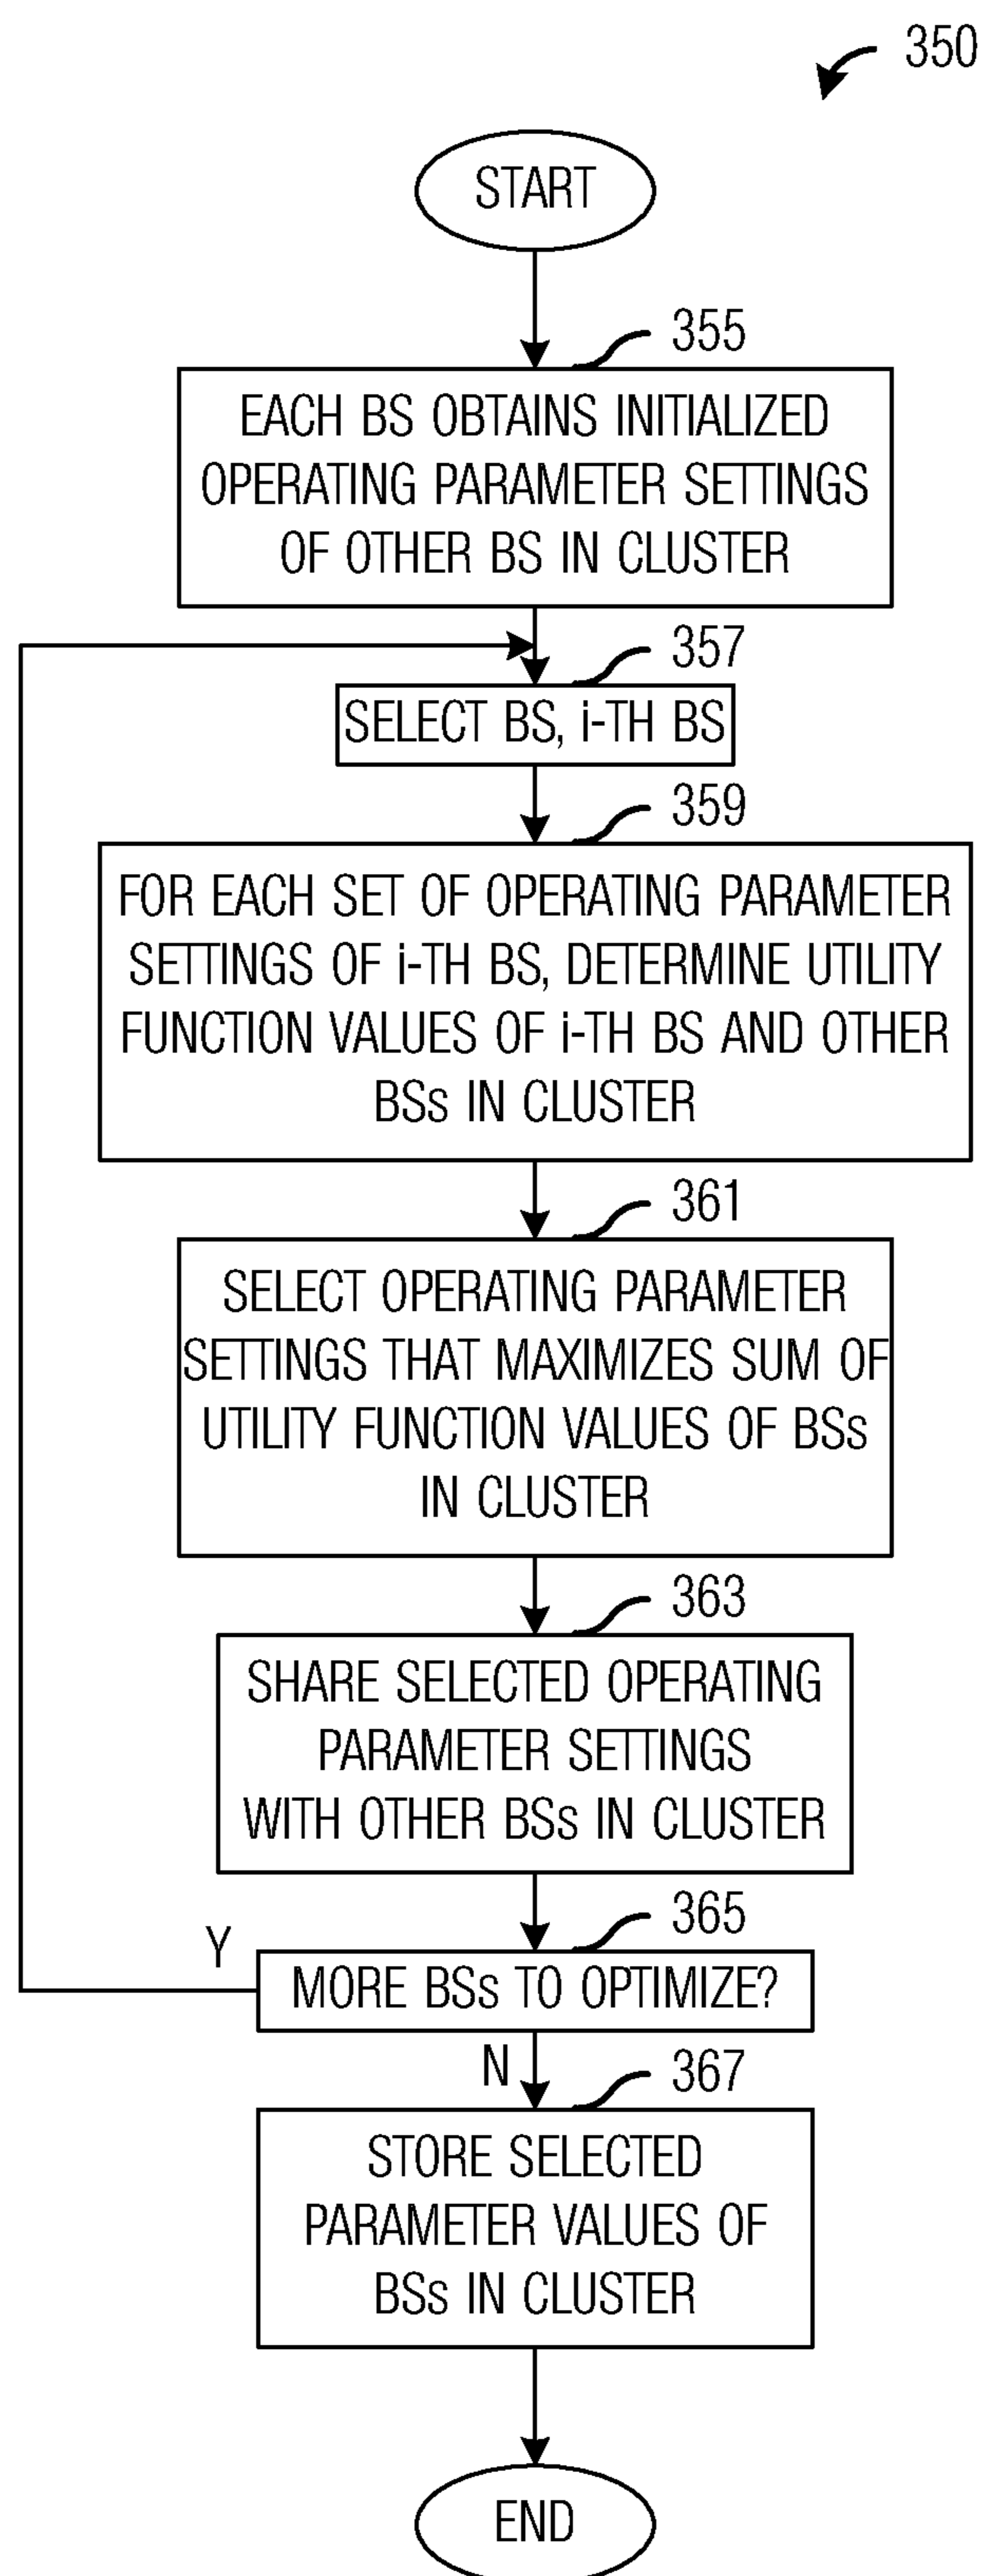 350
START
355
EACH BS OBTAINS INITIALIZED
OPERATING PARAMETER SETTINGS
OF OTHER BS IN CLUSTER
357
SELECT BS, i-TH BS
359
FOR EACH SET OF OPERATING PARAMETER
SETTINGS OF i-TH BS, DETERMINE UTILITY
FUNCTION VALUES OF i-TH BS AND OTHER
BSs IN CLUSTER
361
SELECT OPERATING PARAMETER
SETTINGS THAT MAXIMIZES SUM OF
UTILITY FUNCTION VALUES OF BSs
IN CLUSTER
363
SHARE SELECTED OPERATING
PARAMETER SETTINGS
WITH OTHER BSs IN CLUSTER
365
Y
MORE BSs TO OPTIMIZE?
N
367
STORE SELECTED
PARAMETER VALUES OF
BSs IN CLUSTER
END